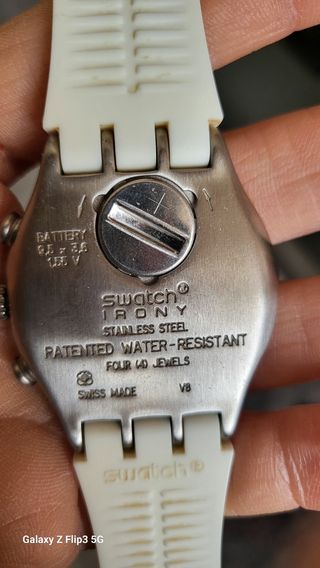 BATTERY
9,5 x 3,6
1,55 V
swatch
IRONY
STAINLESS STEEL
PATENTED WATER-RESISTANT
FOUR (4) JEWELS
SWISS MADE V8
swatch
Galaxy Z Flip3 5G